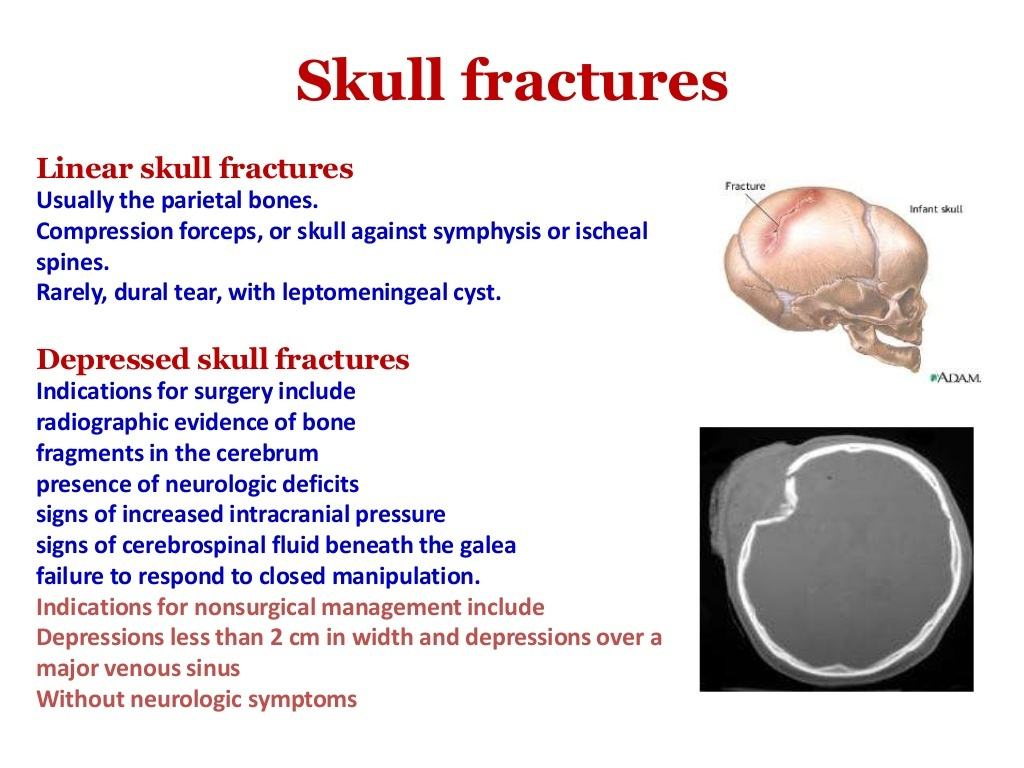 Skull fractures
Linear skull fractures
Usually the parietal bones.
Compression forceps, or skull against symphysis or ischeal
spines.
Rarely, dural tear, with leptomeningeal cyst.
Depressed skull fractures
Indications for surgery include
radiographic evidence of bone
fragments in the cerebrum
presence of neurologic deficits
signs of increased intracranial pressure
signs of cerebrospinal fluid beneath the galea
failure to respond to closed manipulation.
Indications for nonsurgical management include
Depressions less than 2 cm in width and depressions over a
major venous sinus
Without neurologic symptoms
Fracture
Infant skull
ADAM.